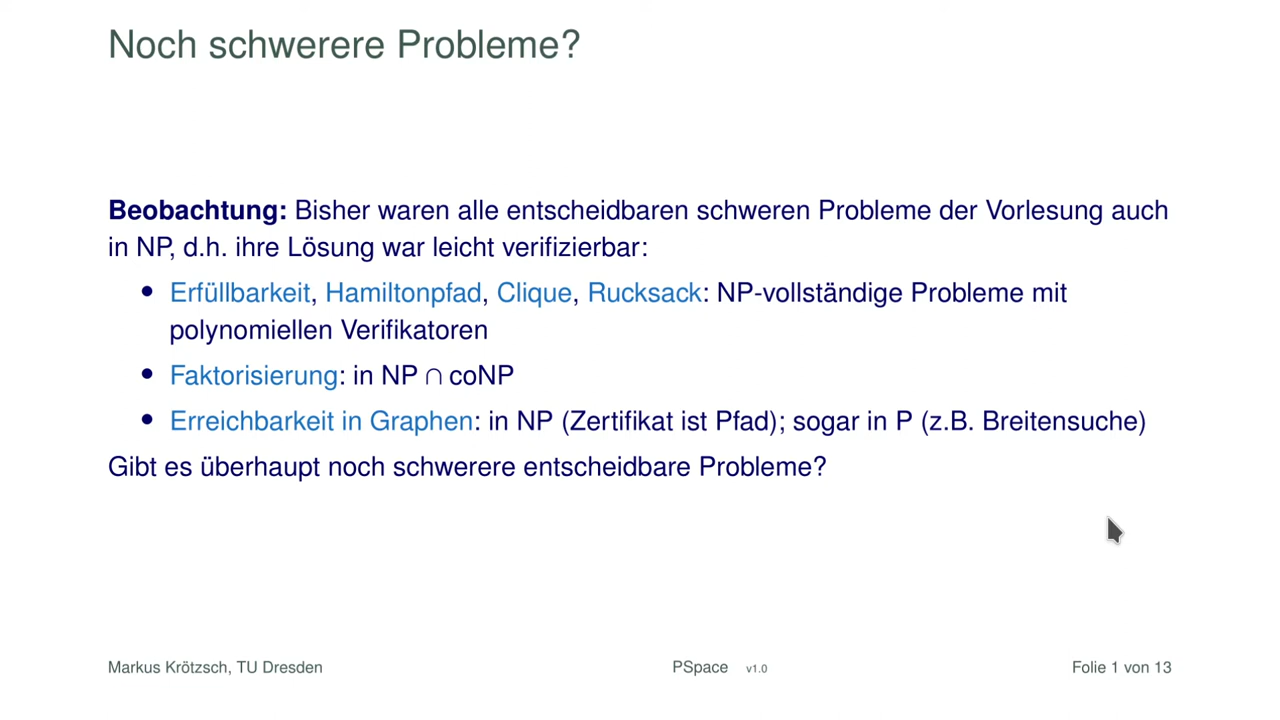 Noch schwerere Probleme?
Beobachtung: Bisher waren alle entscheidbaren schweren Probleme der Vorlesung auch
in NP, d.h. ihre Lösung war leicht verifizierbar:
• Erfüllbarkeit, Hamiltonpfad, Clique, Rucksack: NP-vollständige Probleme mit
polynomiellen Verifikatoren
• Faktorisierung: in NP ∩ coNP
• Erreichbarkeit in Graphen: in NP (Zertifikat ist Pfad); sogar in P (z.B. Breitensuche)
Gibt es überhaupt noch schwerere entscheidbare Probleme?
Markus Krötzsch, TU Dresden PSpace v1.0 Folie 1 von 13